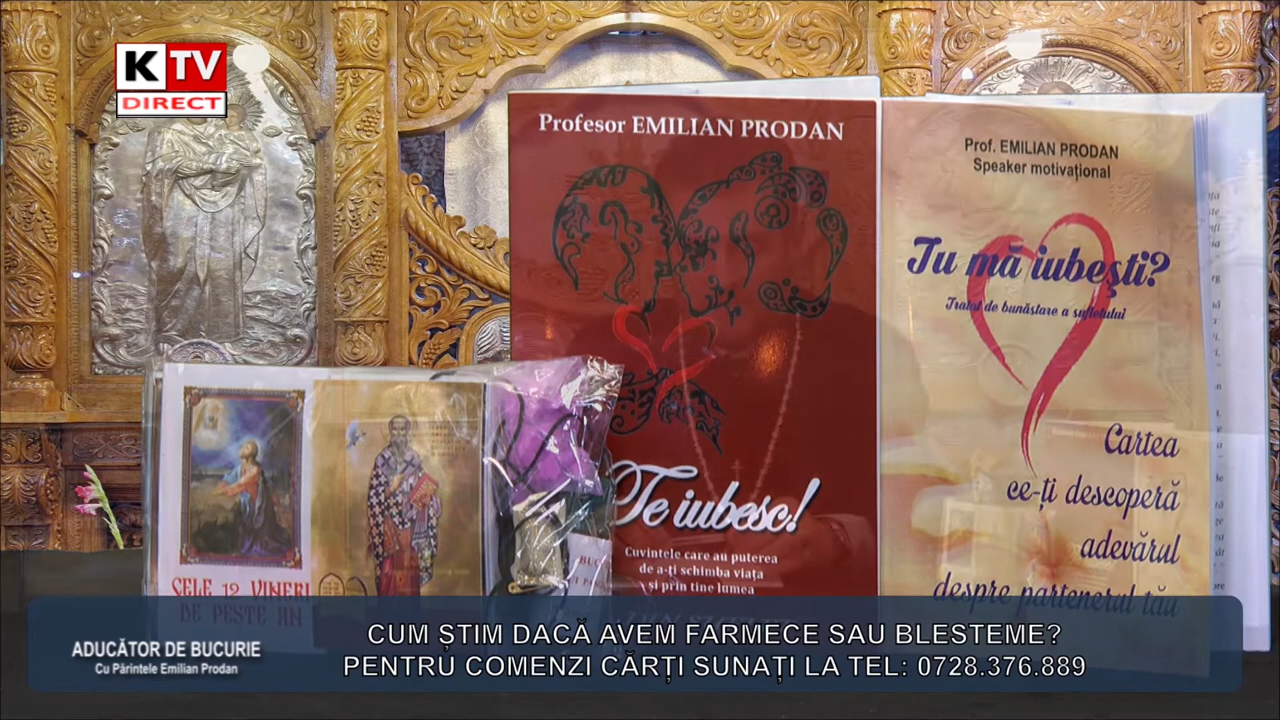 K TV
DIRECT
Profesor EMILIAN PRODAN
Te iubesc!
Cuvintele care au puterea
de a-ți schimba viața
și prin tine lumea
Prof. EMILIAN PRODAN
Speaker motivațional
Tu mă iubeşti?
Tratat de bunăstare a sufletului
Cartea
ce-ți descoperă
adevărul
despre partenerul tău
CELE 12 VINERI
DE PESTE AN
ADUCĂTOR DE BUCURIE
Cu Părintele Emilian Prodan
CUM ȘTIM DACĂ AVEM FARMECE SAU BLESTEME?
PENTRU COMENZI CĂRȚI SUNAȚI LA TEL: 0728.376.889